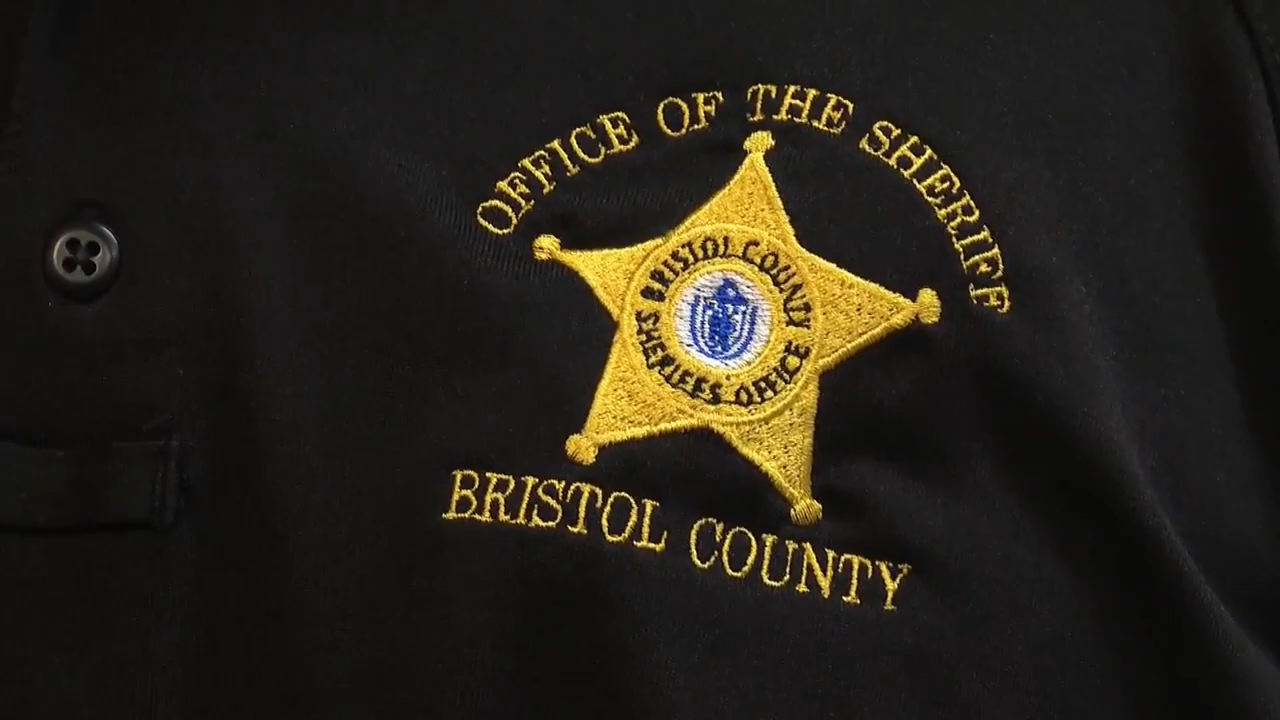 OFFICE OF THE SHERIFF
BRISTOL COUNTY
SHERIFFS OFFICE
BRISTOL COUNTY